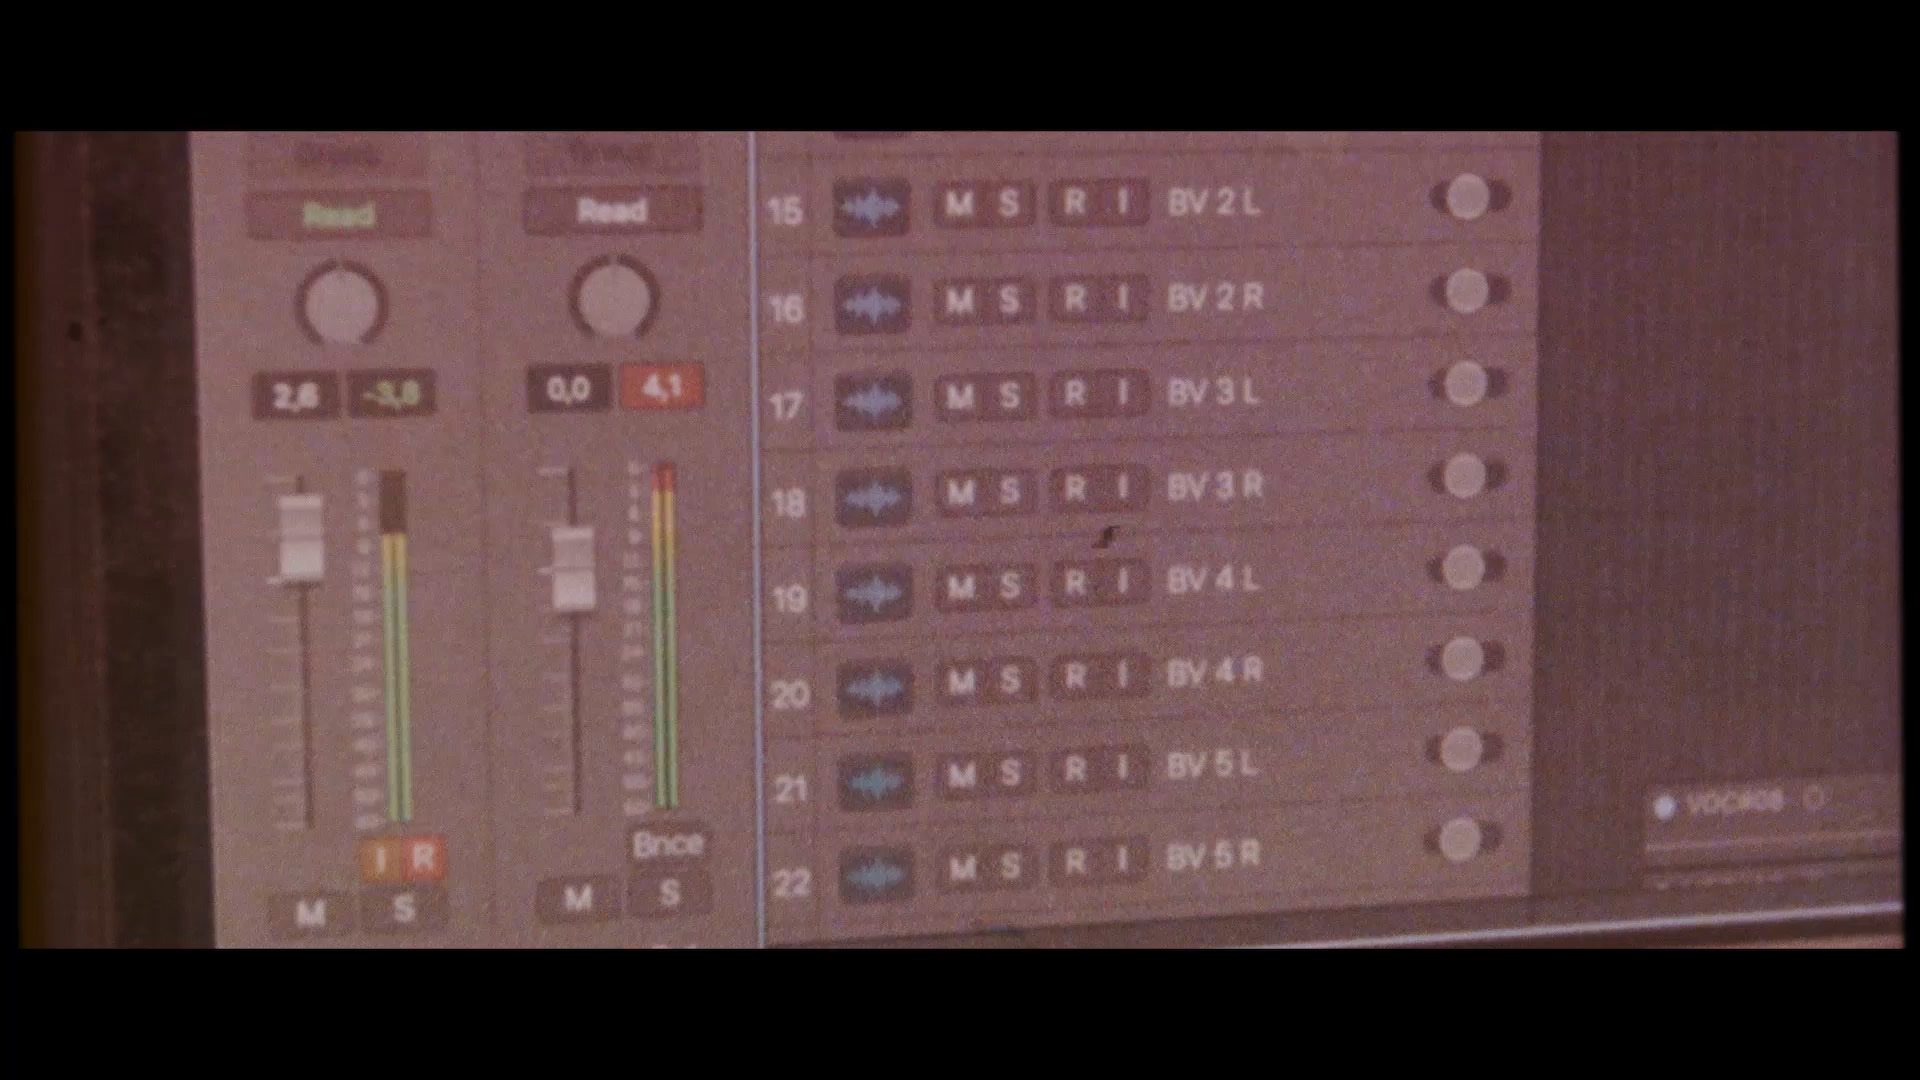 Read
Read
2,6 -3,8
0,0 4,1
I R
M S
Bnce
M S
15 M S R I BV 2 L
16 M S R I BV 2 R
17 M S R I BV 3 L
18 M S R I BV 3 R
19 M S R I BV 4 L
20 M S R I BV 4 R
21 M S R I BV 5 L
22 M S R I BV 5 R